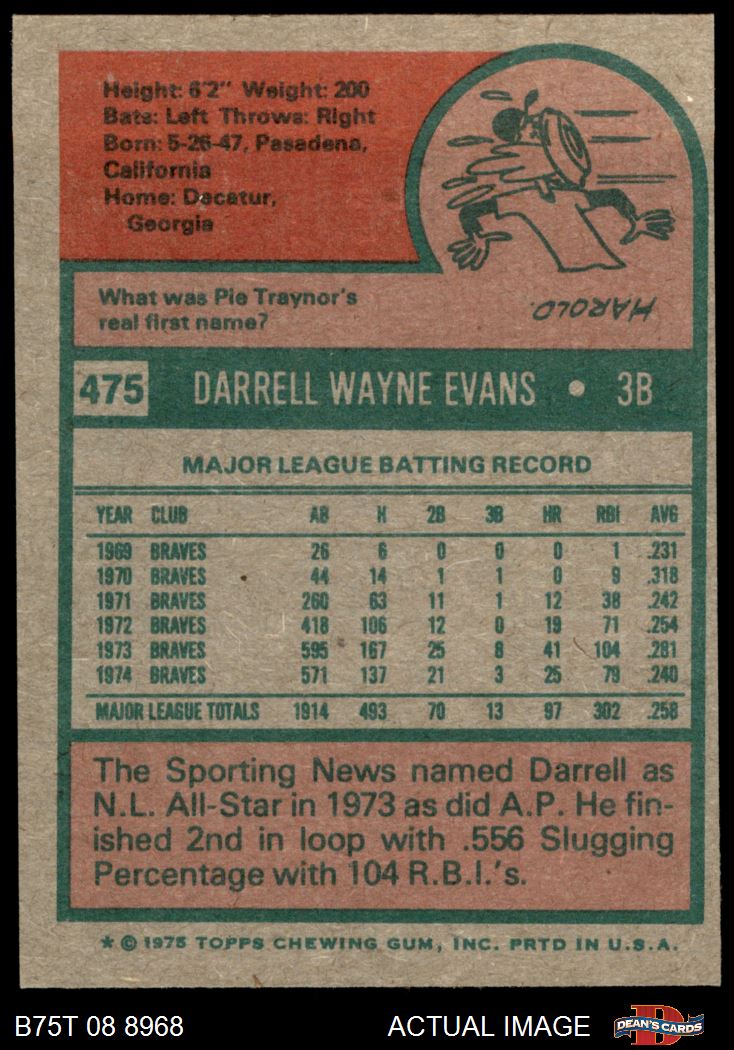 Height: 6'2" Weight: 200
Bats: Left Throws: Right
Born: 5-26-47, Pasadena,
California
Home: Decatur,
Georgia
What was Pie Traynor's
real first name?
HAROLD.
475 DARRELL WAYNE EVANS • 3B
MAJOR LEAGUE BATTING RECORD
YEAR CLUB AB H 2B 3B HR RBI AVG
1969 BRAVES 26 6 0 0 0 1 .231
1970 BRAVES 44 14 1 1 0 9 .318
1971 BRAVES 260 63 11 1 12 38 .242
1972 BRAVES 418 106 12 0 19 71 .254
1973 BRAVES 595 167 25 8 41 104 .281
1974 BRAVES 571 137 21 3 25 79 .240
MAJOR LEAGUE TOTALS 1914 493 70 13 97 302 .258
The Sporting News named Darrell as
N.L. All-Star in 1973 as did A.P. He fin-
ished 2nd in loop with .556 Slugging
Percentage with 104 R.B.I.'s.
* © 1975 TOPPS CHEWING GUM, INC. PRTD IN U.S.A.
B75T 08 8968 ACTUAL IMAGE DEAN'S CARDS